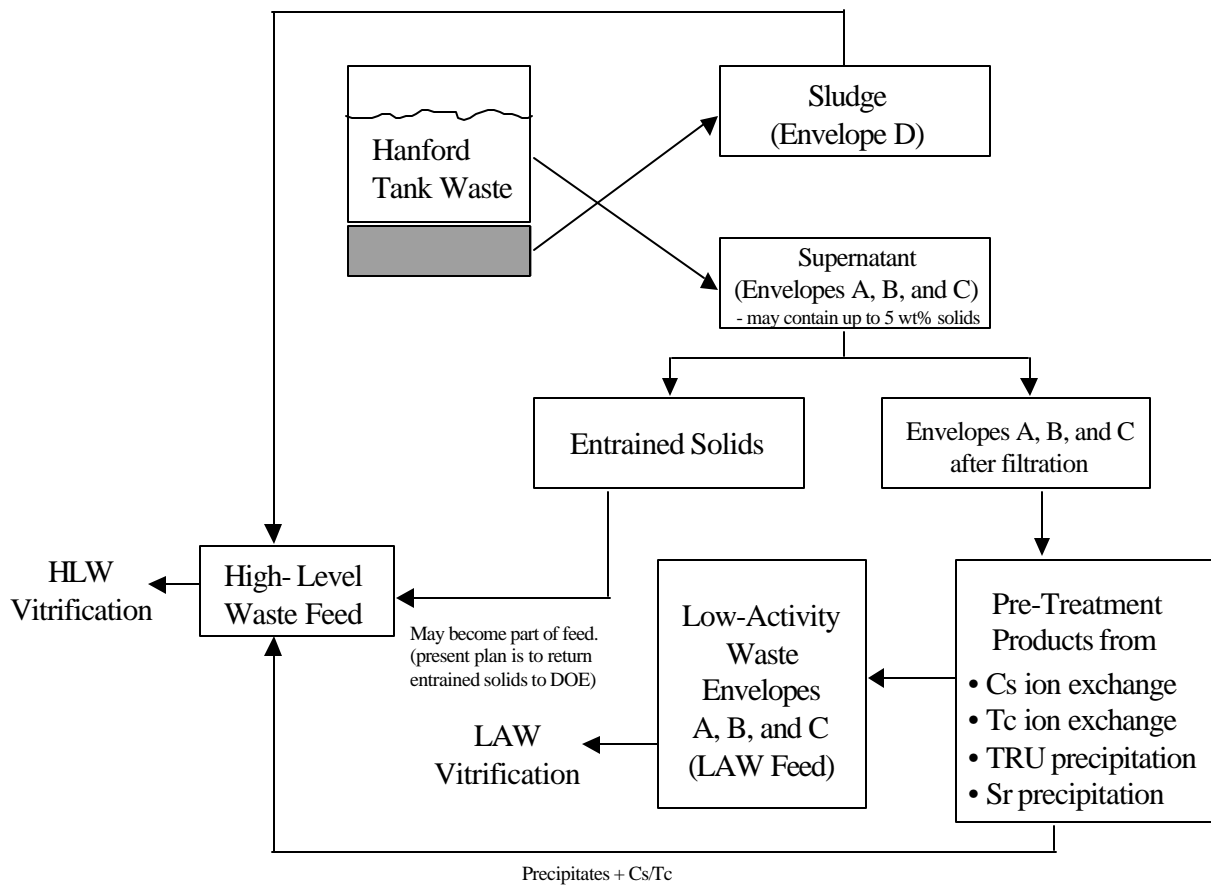 Hanford
Tank Waste
Sludge
(Envelope D)
Supernatant
(Envelopes A, B, and C)
- may contain up to 5 wt% solids
Entrained Solids
Envelopes A, B, and C
after filtration
HLW
Vitrification
High- Level
Waste Feed
May become part of feed.
(present plan is to return
entrained solids to DOE)
LAW
Vitrification
Low-Activity
Waste
Envelopes
A, B, and C
(LAW Feed)
Pre-Treatment
Products from
• Cs ion exchange
• Tc ion exchange
• TRU precipitation
• Sr precipitation
Precipitates + Cs/Tc